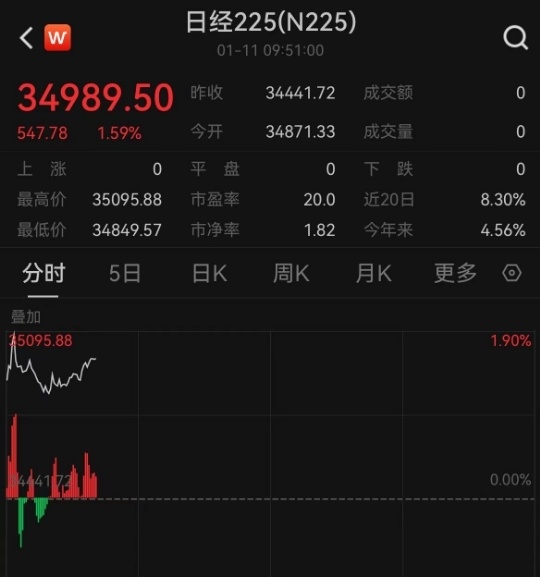 W
日经225(N225)
01-11 09:51:00
34989.50
547.78 1.59%
昨收 34441.72 成交额 0
今开 34871.33 成交量 0
上 涨 0 平 盘 0 下 跌 0
最高价 35095.88 市盈率 20.0 近20日 8.30%
最低价 34849.57 市净率 1.82 今年来 4.56%
分时 5日 日K 周K 月K 更多
叠加
35095.88 1.90%
34441.72 0.00%